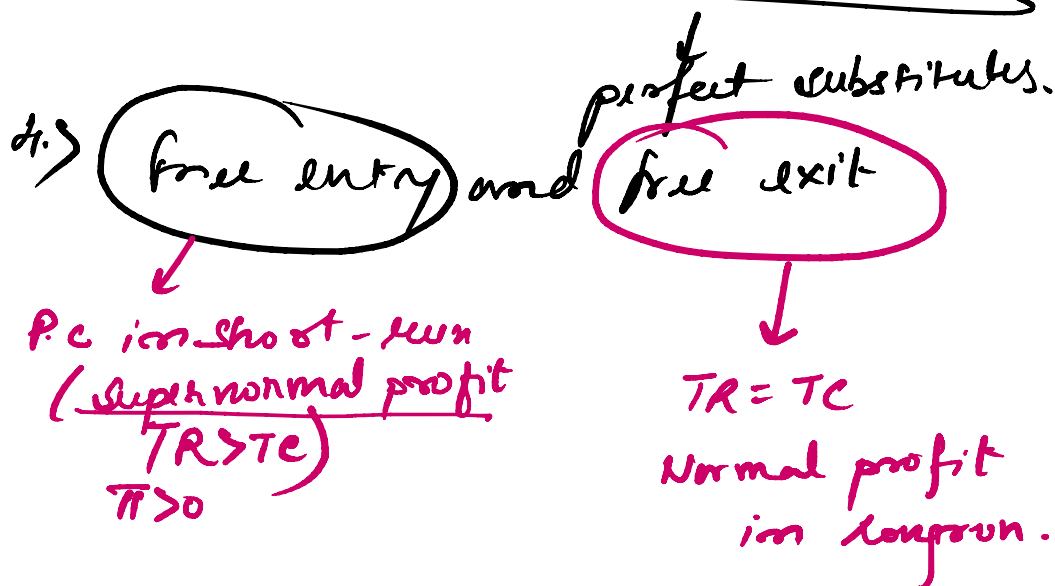 perfect substitutes.
4.> free entry and free exit
P.c in short-run
(supernormal profit
TR>TC)
π>0
TR = TC
Normal profit
in longrun.